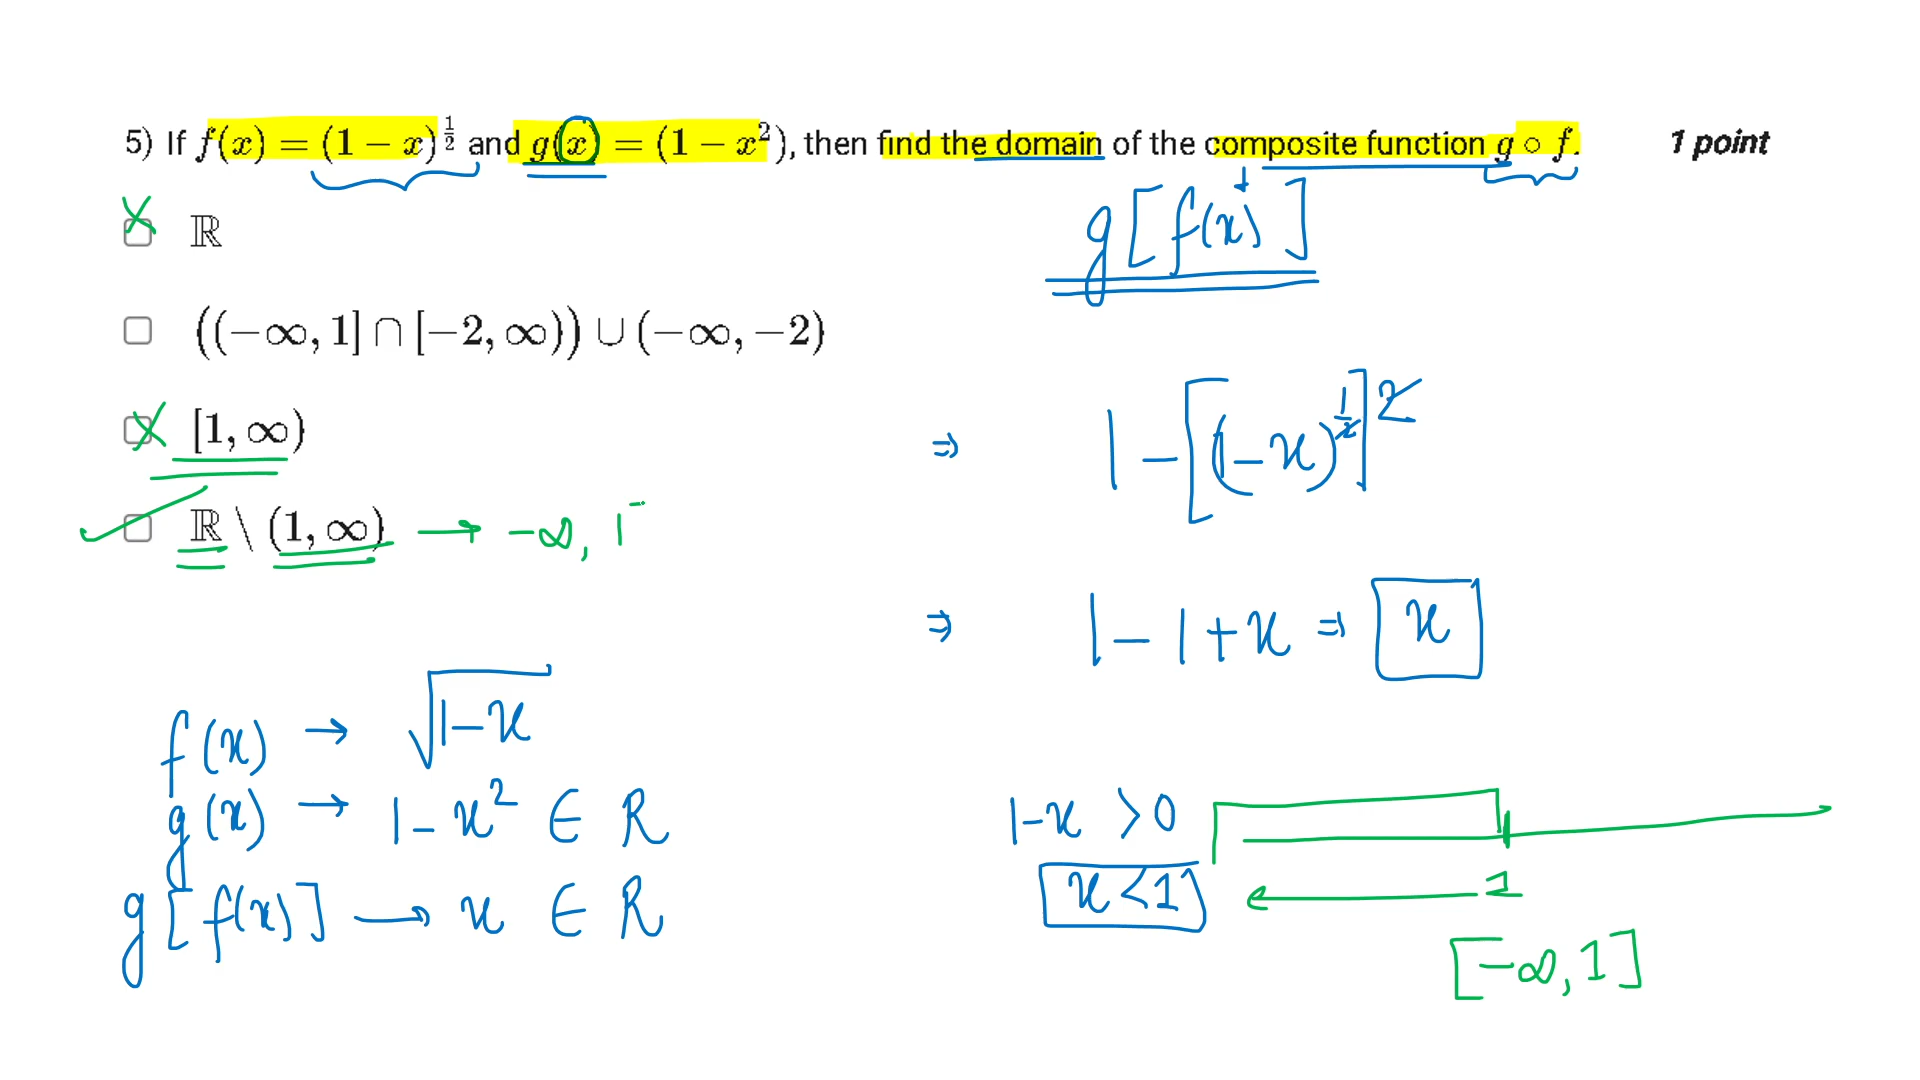 5) If f(x) = (1 − x)^{1/2} and g(x) = (1 − x²), then find the domain of the composite function g ∘ f. 1 point
g[f(x)]
ℝ
((−∞, 1] ∩ [−2, ∞)) ∪ (−∞, −2)
[1, ∞)
⇒ 1 − [(1 − x)^{1/2}]²
ℝ \ (1, ∞) → −∞, 1
⇒ 1 − 1 + x ⇒ x
f(x) → √1−x
g(x) → 1 − x² ∈ R
g[f(x)] → x ∈ R
1−x > 0
x < 1
1
[−∞, 1]